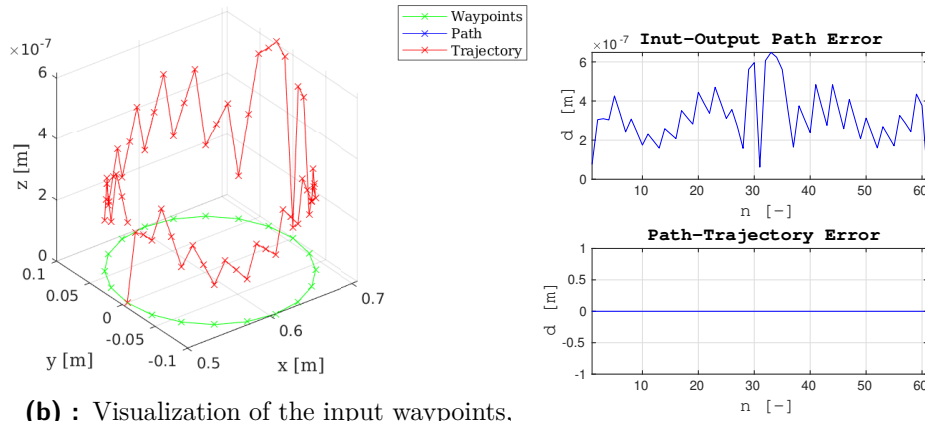 Waypoints
Path
Trajectory
×10⁻⁷
6
4
2
0
z [m]
0.1
0.05
0
-0.05
-0.1
y [m]
0.5
0.6
0.7
x [m]
(b) : Visualization of the input waypoints,
×10⁻⁷
Inut-Output Path Error
6
4
2
0
d [m]
10 20 30 40 50 60
n [-]
Path-Trajectory Error
1
0.5
0
-0.5
-1
d [m]
10 20 30 40 50 60
n [-]